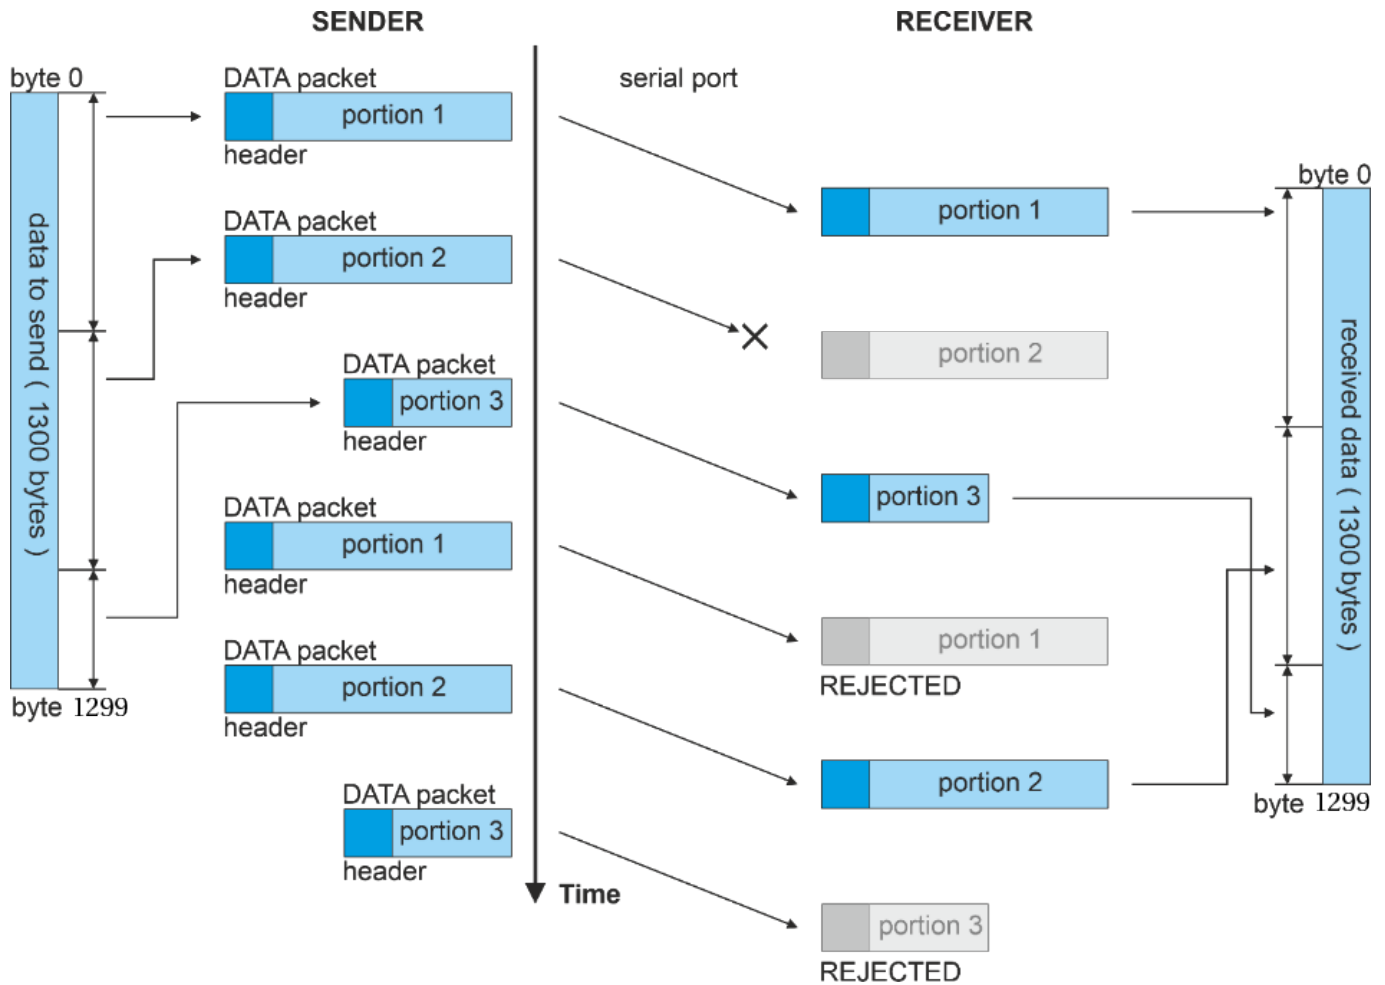 SENDER
RECEIVER
serial port
byte 0
data to send ( 1300 bytes )
byte 1299
DATA packet
portion 1
header
DATA packet
portion 2
header
DATA packet
portion 3
header
DATA packet
portion 1
header
DATA packet
portion 2
header
DATA packet
portion 3
header
Time
portion 1
portion 2
portion 3
portion 1
REJECTED
portion 2
portion 3
REJECTED
byte 0
received data ( 1300 bytes )
byte 1299